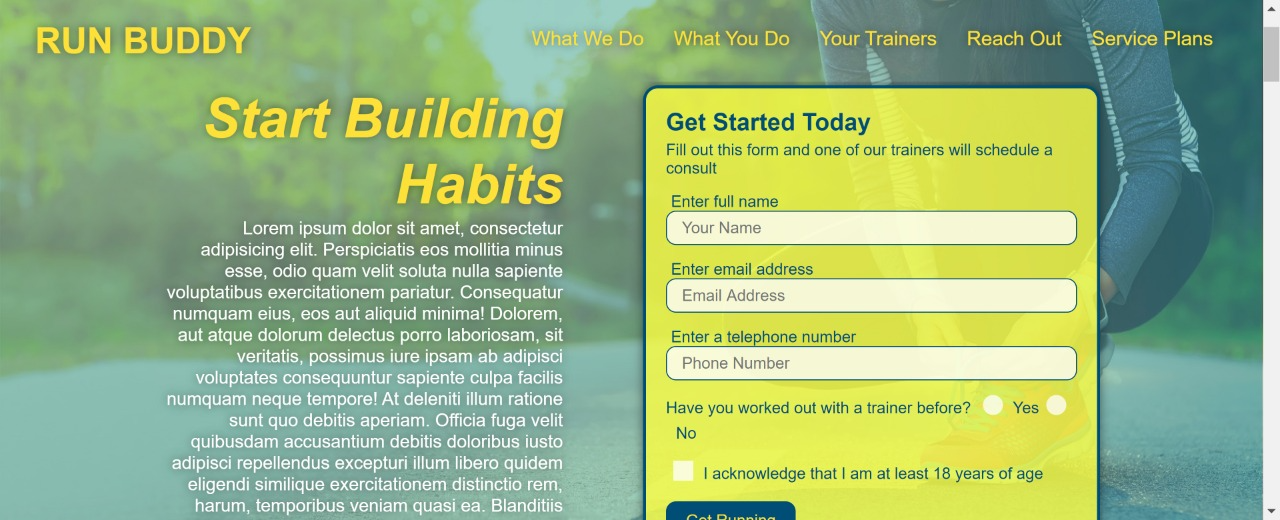 RUN BUDDY
What We Do
What You Do
Your Trainers
Reach Out
Service Plans
Start Building
Habits
Lorem ipsum dolor sit amet, consectetur
adipisicing elit. Perspiciatis eos mollitia minus
esse, odio quam velit soluta nulla sapiente
voluptatibus exercitationem pariatur. Consequatur
numquam eius, eos aut aliquid minima! Dolorem,
aut atque dolorum delectus porro laboriosam, sit
veritatis, possimus iure ipsam ab adipisci
voluptates consequuntur sapiente culpa facilis
numquam neque tempore! At deleniti illum ratione
sunt quo debitis aperiam. Officia fuga velit
quibusdam accusantium debitis doloribus iusto
adipisci repellendus excepturi illum libero quidem
eligendi similique exercitationem distinctio rem,
harum, temporibus veniam quasi ea. Blanditiis
Get Started Today
Fill out this form and one of our trainers will schedule a
consult
Enter full name
Your Name
Enter email address
Email Address
Enter a telephone number
Phone Number
Have you worked out with a trainer before? Yes
No
I acknowledge that I am at least 18 years of age
Get Running